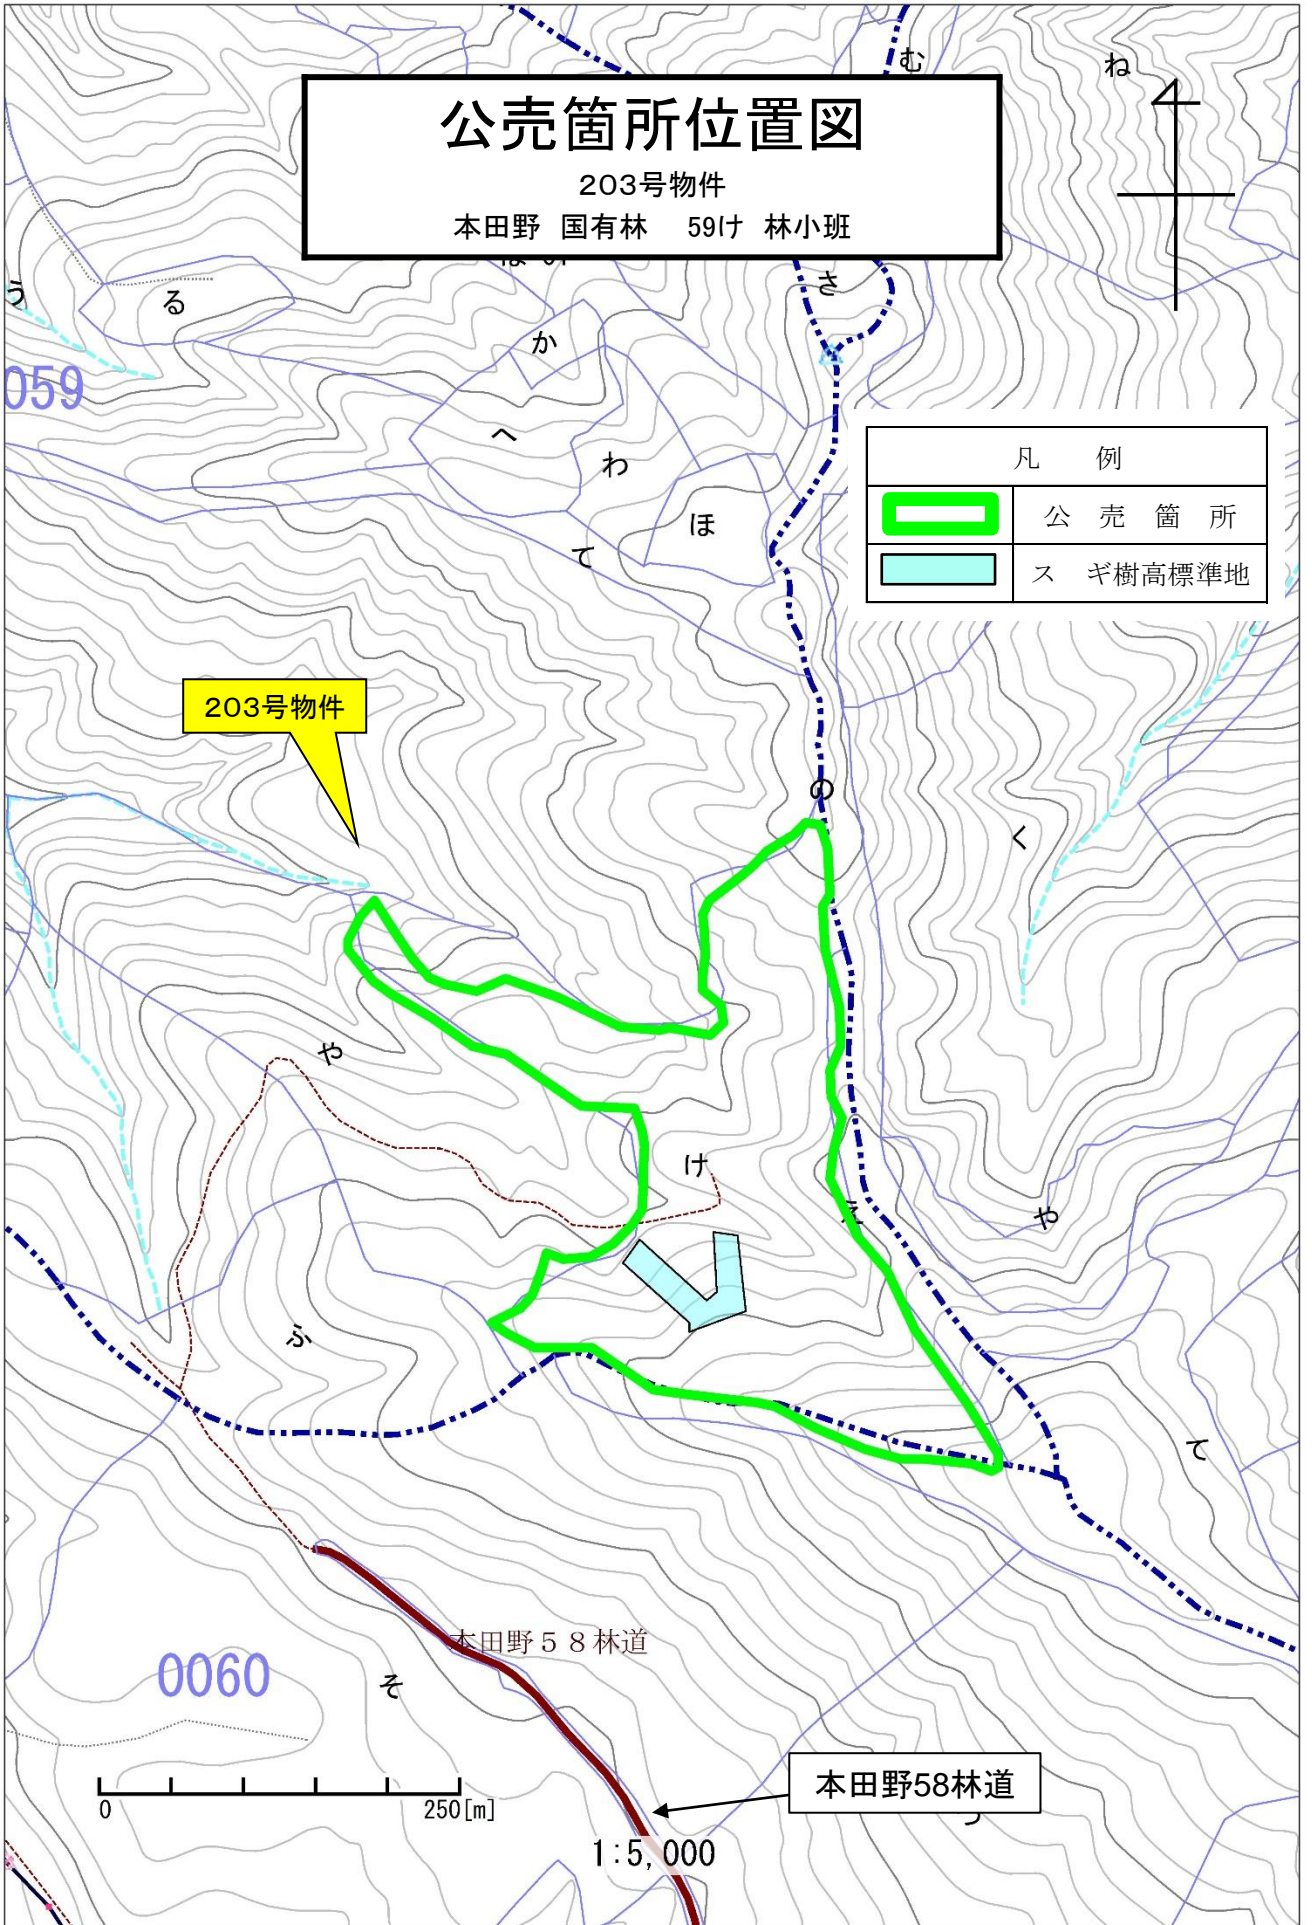 む
ね
公売箇所位置図
203号物件
本田野 国有林 59け 林小班
う
る
さ
か
059
へ
わ
ほ
て
凡 例
公 売 箇 所
ス ギ樹高標準地
203号物件
の
く
や
け
や
ふ
て
本田野５８林道
0060
そ
本田野58林道
0 250[m]
1:5,000